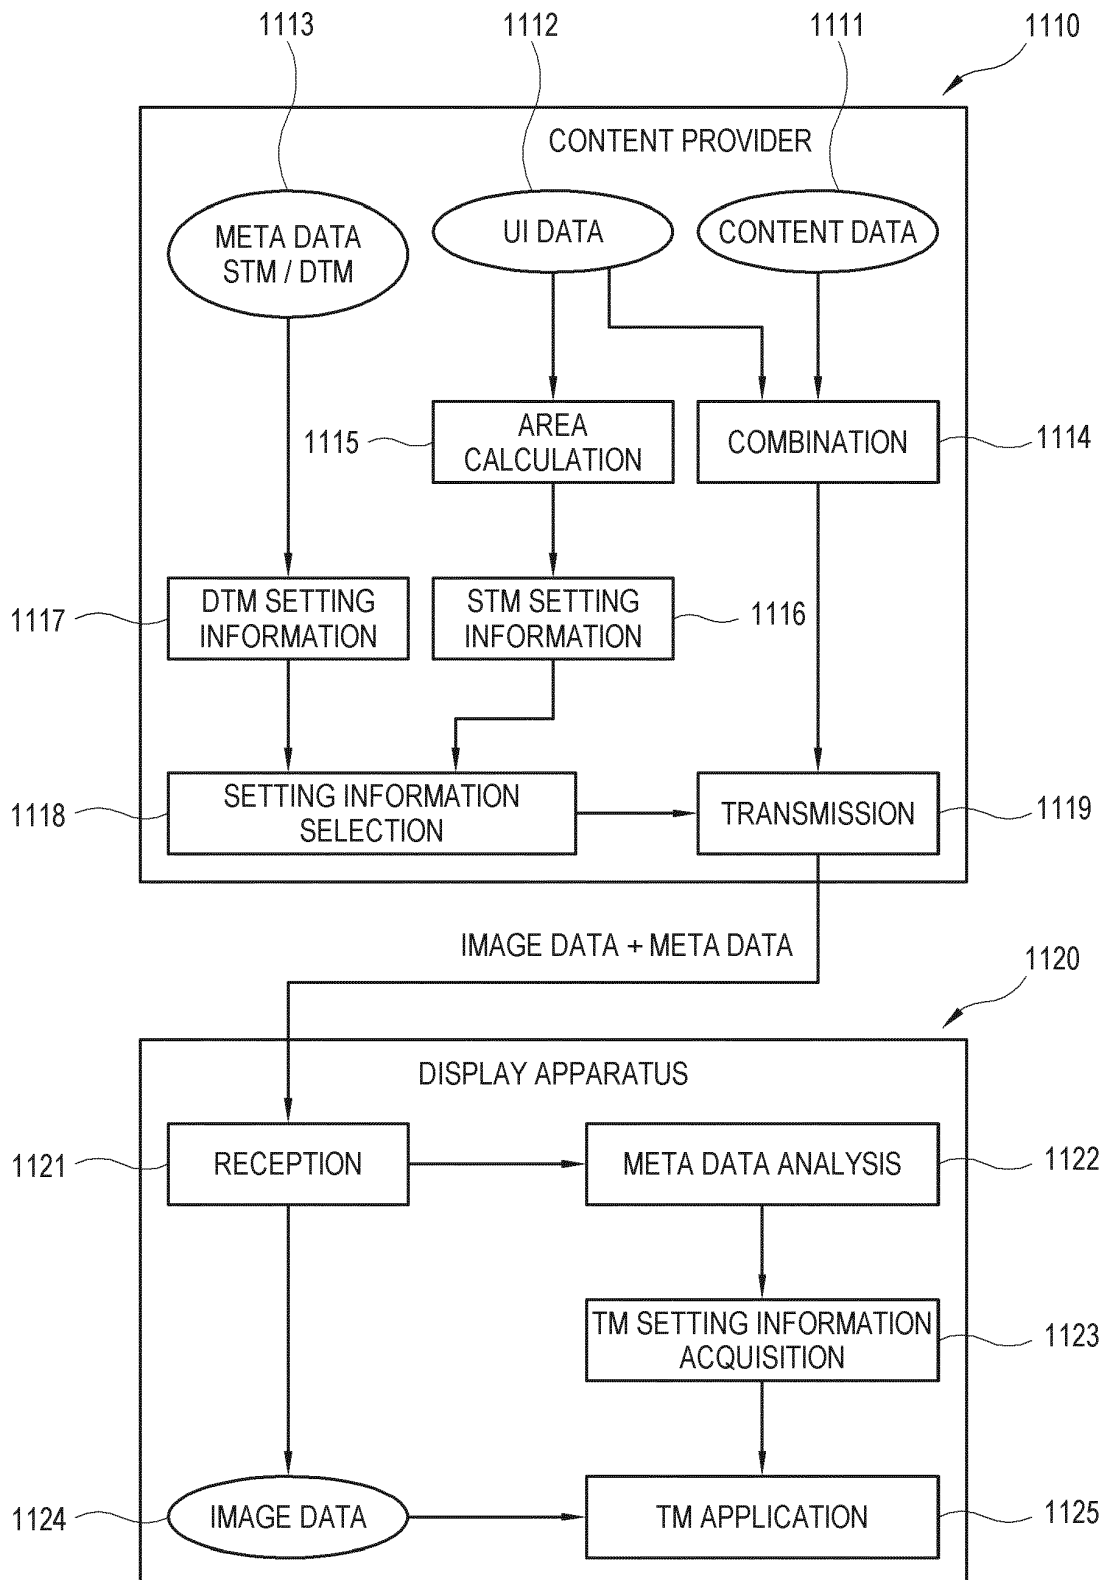 1113
1112
1111
1110
CONTENT PROVIDER
META DATA
STM / DTM
UI DATA
CONTENT DATA
1115
AREA
CALCULATION
COMBINATION
1114
1117
DTM SETTING
INFORMATION
STM SETTING
INFORMATION
1116
1118
SETTING INFORMATION
SELECTION
TRANSMISSION
1119
IMAGE DATA + META DATA
1120
DISPLAY APPARATUS
1121
RECEPTION
META DATA ANALYSIS
1122
TM SETTING INFORMATION
ACQUISITION
1123
1124
IMAGE DATA
TM APPLICATION
1125